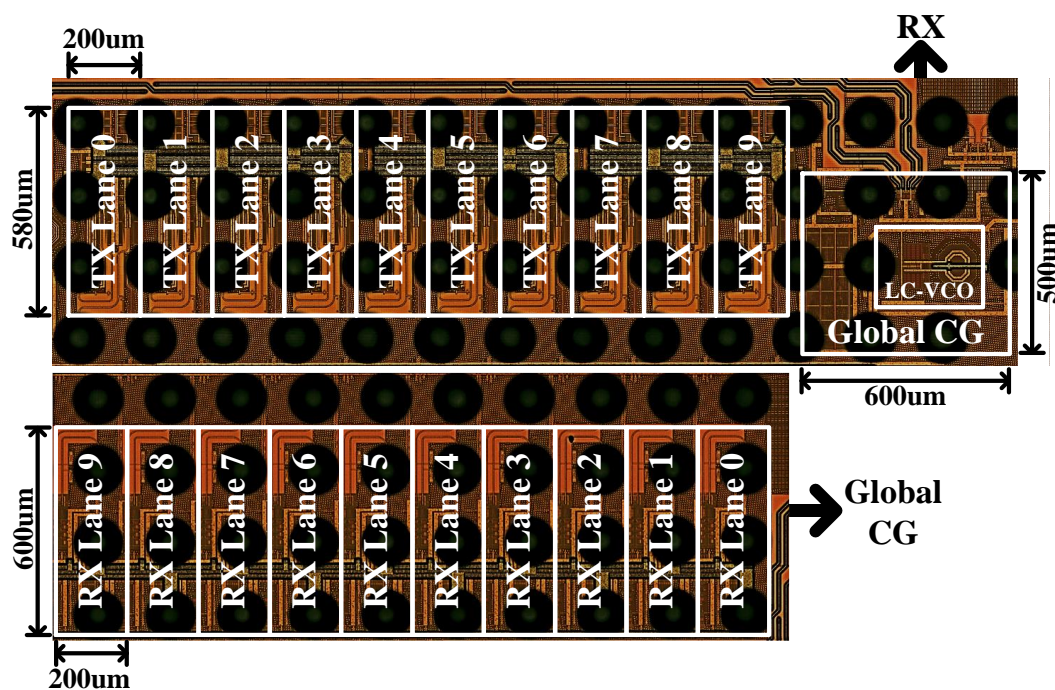 200um
RX
580um
TX Lane 0
TX Lane 1
TX Lane 2
TX Lane 3
TX Lane 4
TX Lane 5
TX Lane 6
TX Lane 7
TX Lane 8
TX Lane 9
LC-VCO
Global CG
500um
600um
600um
RX Lane 9
RX Lane 8
RX Lane 7
RX Lane 6
RX Lane 5
RX Lane 4
RX Lane 3
RX Lane 2
RX Lane 1
RX Lane 0
Global
CG
200um